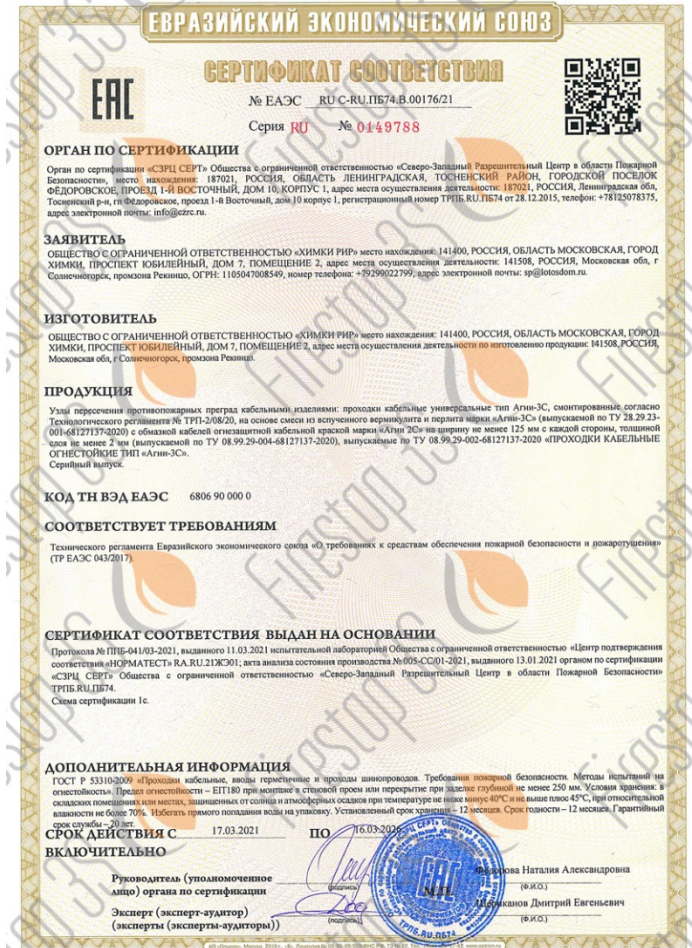 ЕВРАЗИЙСКИЙ ЭКОНОМИЧЕСКИЙ СОЮЗ
СЕРТИФИКАТ СООТВЕТСТВИЯ
ЕАС
№ ЕАЭС RU С-RU.ПБ74.В.00176/21
Серия RU № 0149788
ОРГАН ПО СЕРТИФИКАЦИИ
Орган по сертификации «СЗРЦ СЕРТ» Общества с ограниченной ответственностью «Северо-Западный Разрешительный Центр в области Пожарной
Безопасности», место нахождения: 187021, РОССИЯ, ОБЛАСТЬ ЛЕНИНГРАДСКАЯ, ТОСНЕНСКИЙ РАЙОН, ГОРОДСКОЙ ПОСЕЛОК
ФЁДОРОВСКОЕ, ПРОЕЗД 1-Й ВОСТОЧНЫЙ, ДОМ 10, КОРПУС 1, адрес места осуществления деятельности: 187021, РОССИЯ, Ленинградская обл,
Тосненский р-н, гп Фёдоровское, проезд 1-й Восточный, дом 10 корпус 1, регистрационный номер ТРПБ.RU.ПБ74 от 28.12.2015, телефон: +78125078375,
адрес электронной почты: info@czrc.ru.
ЗАЯВИТЕЛЬ
ОБЩЕСТВО С ОГРАНИЧЕННОЙ ОТВЕТСТВЕННОСТЬЮ «ХИМКИ РИР» место нахождения: 141400, РОССИЯ, ОБЛАСТЬ МОСКОВСКАЯ, ГОРОД
ХИМКИ, ПРОСПЕКТ ЮБИЛЕЙНЫЙ, ДОМ 7, ПОМЕЩЕНИЕ 2, адрес места осуществления деятельности: 141508, РОССИЯ, Московская обл, г
Солнечногорск, промзона Рекинцо, ОГРН: 1105047008549, номер телефона: +79299022799, адрес электронной почты: sp@lotosdom.ru.
ИЗГОТОВИТЕЛЬ
ОБЩЕСТВО С ОГРАНИЧЕННОЙ ОТВЕТСТВЕННОСТЬЮ «ХИМКИ РИР» место нахождения: 141400, РОССИЯ, ОБЛАСТЬ МОСКОВСКАЯ, ГОРОД
ХИМКИ, ПРОСПЕКТ ЮБИЛЕЙНЫЙ, ДОМ 7, ПОМЕЩЕНИЕ 2, адрес места осуществления деятельности по изготовлению продукции: 141508, РОССИЯ,
Московская обл, г Солнечногорск, промзона Рекинцо.
ПРОДУКЦИЯ
Узлы пересечения противопожарных преград кабельными изделиями: проходки кабельные универсальные тип Агни-3С, смонтированные согласно
Технологического регламента № ТРП-2/08/20, на основе смеси из вспученного вермикулита и перлита марки «Агни-3С» (выпускаемой по ТУ 28.29.23-
001-68127137-2020) с обмазкой кабелей огнезащитной кабельной краской марки «Агни 2С» на ширину не менее 125 мм с каждой стороны, толщиной
слоя не менее 2 мм (выпускаемой по ТУ 08.99.29-004-68127137-2020), выпускаемые по ТУ 08.99.29-002-68127137-2020 «ПРОХОДКИ КАБЕЛЬНЫЕ
ОГНЕСТОЙКИЕ ТИП «Агни-3С».
Серийный выпуск.
КОД ТН ВЭД ЕАЭС 6806 90 000 0
СООТВЕТСТВУЕТ ТРЕБОВАНИЯМ
Технического регламента Евразийского экономического союза «О требованиях к средствам обеспечения пожарной безопасности и пожаротушения»
(ТР ЕАЭС 043/2017).
СЕРТИФИКАТ СООТВЕТСТВИЯ ВЫДАН НА ОСНОВАНИИ
Протокола № ППБ-041/03-2021, выданного 11.03.2021 испытательной лабораторией Общества с ограниченной ответственностью «Центр подтверждения
соответствия «НОРМАТЕСТ» RA.RU.21ЖЭ01; акта анализа состояния производства № 005-СС/01-2021, выданного 13.01.2021 органом по сертификации
«СЗРЦ СЕРТ» Общества с ограниченной ответственностью «Северо-Западный Разрешительный Центр в области Пожарной Безопасности»
ТРПБ.RU.ПБ74.
Схема сертификации 1с.
ДОПОЛНИТЕЛЬНАЯ ИНФОРМАЦИЯ
ГОСТ Р 53310-2009 «Проходки кабельные, вводы герметичные и проходы шинопроводов. Требования пожарной безопасности. Методы испытаний на
огнестойкость». Предел огнестойкости – ЕIТ180 при монтаже в стеновой проем или перекрытие при заделке глубиной не менее 250 мм. Условия хранения: в
складских помещениях или местах, защищенных от солнца и атмосферных осадков при температуре не ниже минус 40°С и не выше плюс 45°С, при относительной
влажности не более 70%. Избегать прямого попадания воды на упаковку. Установленный срок хранения – 12 месяцев. Срок годности – 12 месяцев. Гарантийный
срок службы – 20 лет.
СРОК ДЕЙСТВИЯ С 17.03.2021 ПО 16.03.2026
ВКЛЮЧИТЕЛЬНО
Руководитель (уполномоченное
лицо) органа по сертификации
(подпись)
М.П.
Фёдорова Наталия Александровна
(Ф.И.О.)
Эксперт (эксперт-аудитор)
(эксперты (эксперты-аудиторы))
(подпись)
Дмитрий Евгеньевич
(Ф.И.О.)
ЕАС
ТРПБ.RU.ПБ74
Firestop 35